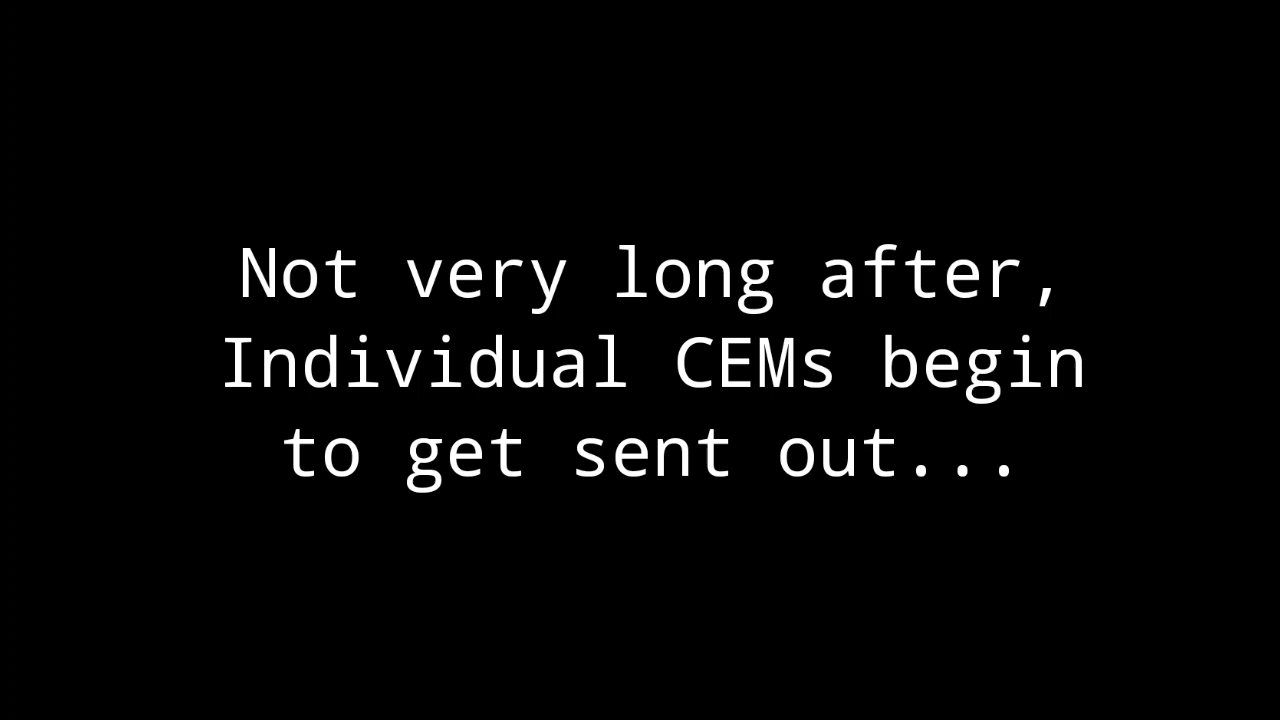 Not very long after,
Individual CEMs begin
to get sent out...